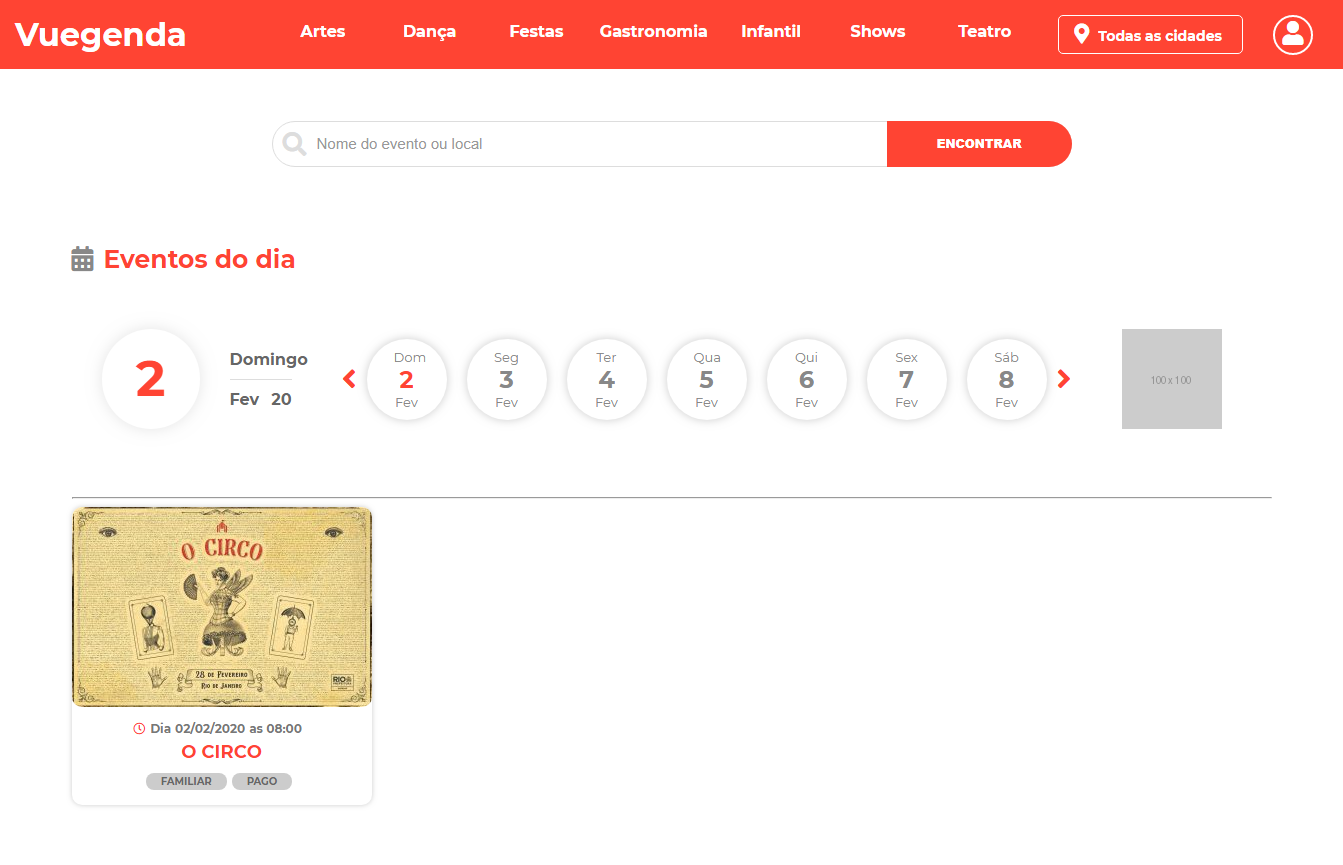 Vuegenda
Artes
Dança
Festas
Gastronomia
Infantil
Shows
Teatro
Todas as cidades
Nome do evento ou local
ENCONTRAR
Eventos do dia
2
Domingo
Fev 20
Dom
2
Fev
Seg
3
Fev
Ter
4
Fev
Qua
5
Fev
Qui
6
Fev
Sex
7
Fev
Sáb
8
Fev
100 x 100
O CIRCO
28 DE FEVEREIRO
RIO DE JANEIRO
RIO
Dia 02/02/2020 as 08:00
O CIRCO
FAMILIAR
PAGO